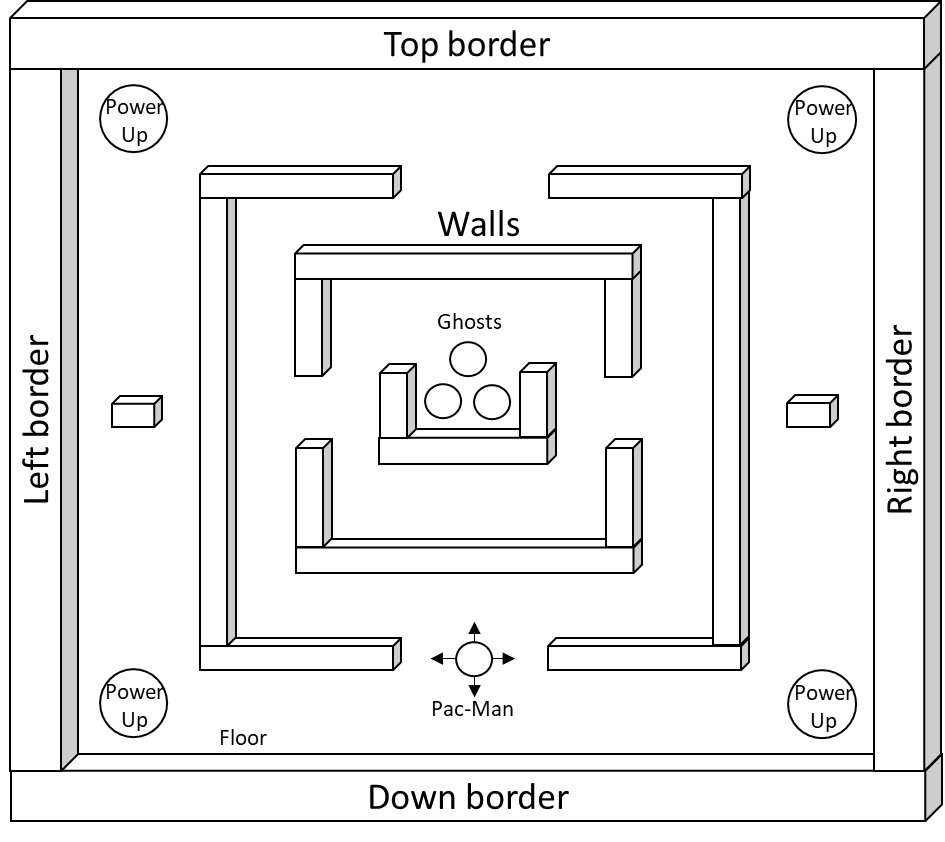 Top border
Power
Up
Power
Up
Walls
Ghosts
Left border
Right border
Pac-Man
Power
Up
Power
Up
Floor
Down border